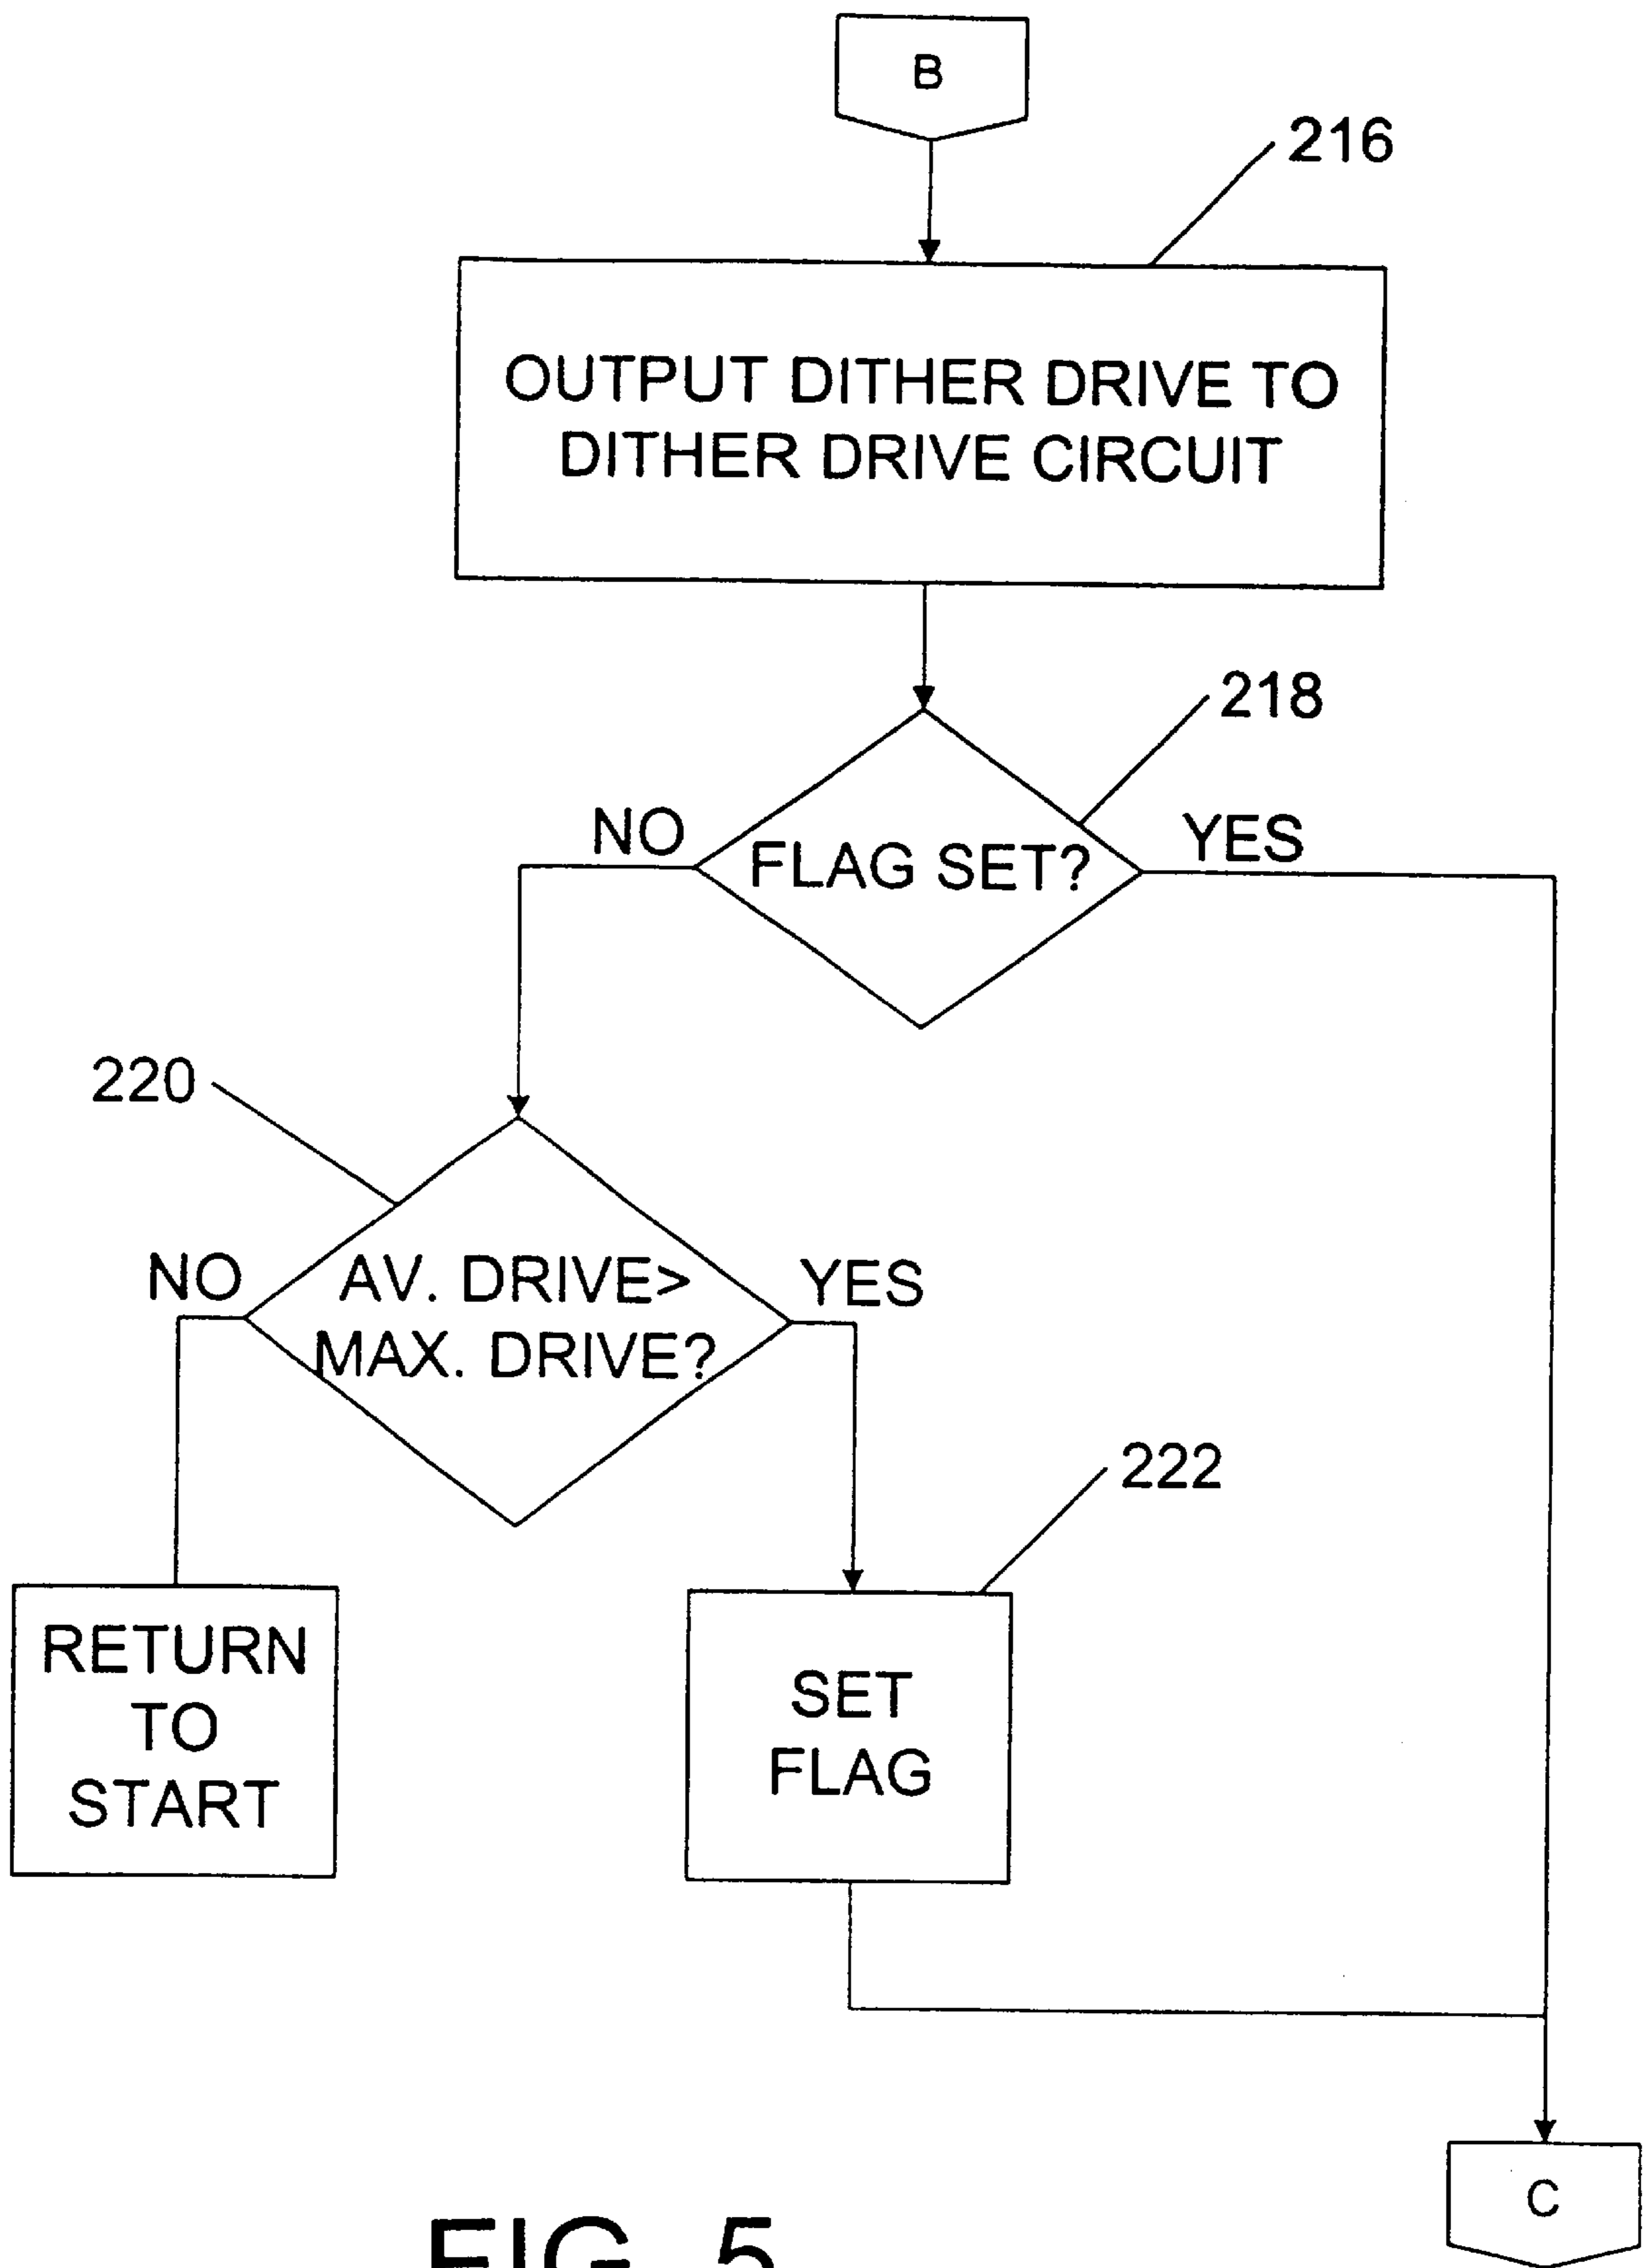 B
216
OUTPUT DITHER DRIVE TO
DITHER DRIVE CIRCUIT
218
NO
FLAG SET?
YES
220
NO
AV. DRIVE>
MAX. DRIVE?
YES
222
RETURN
TO
START
SET
FLAG
C
FIG. 5